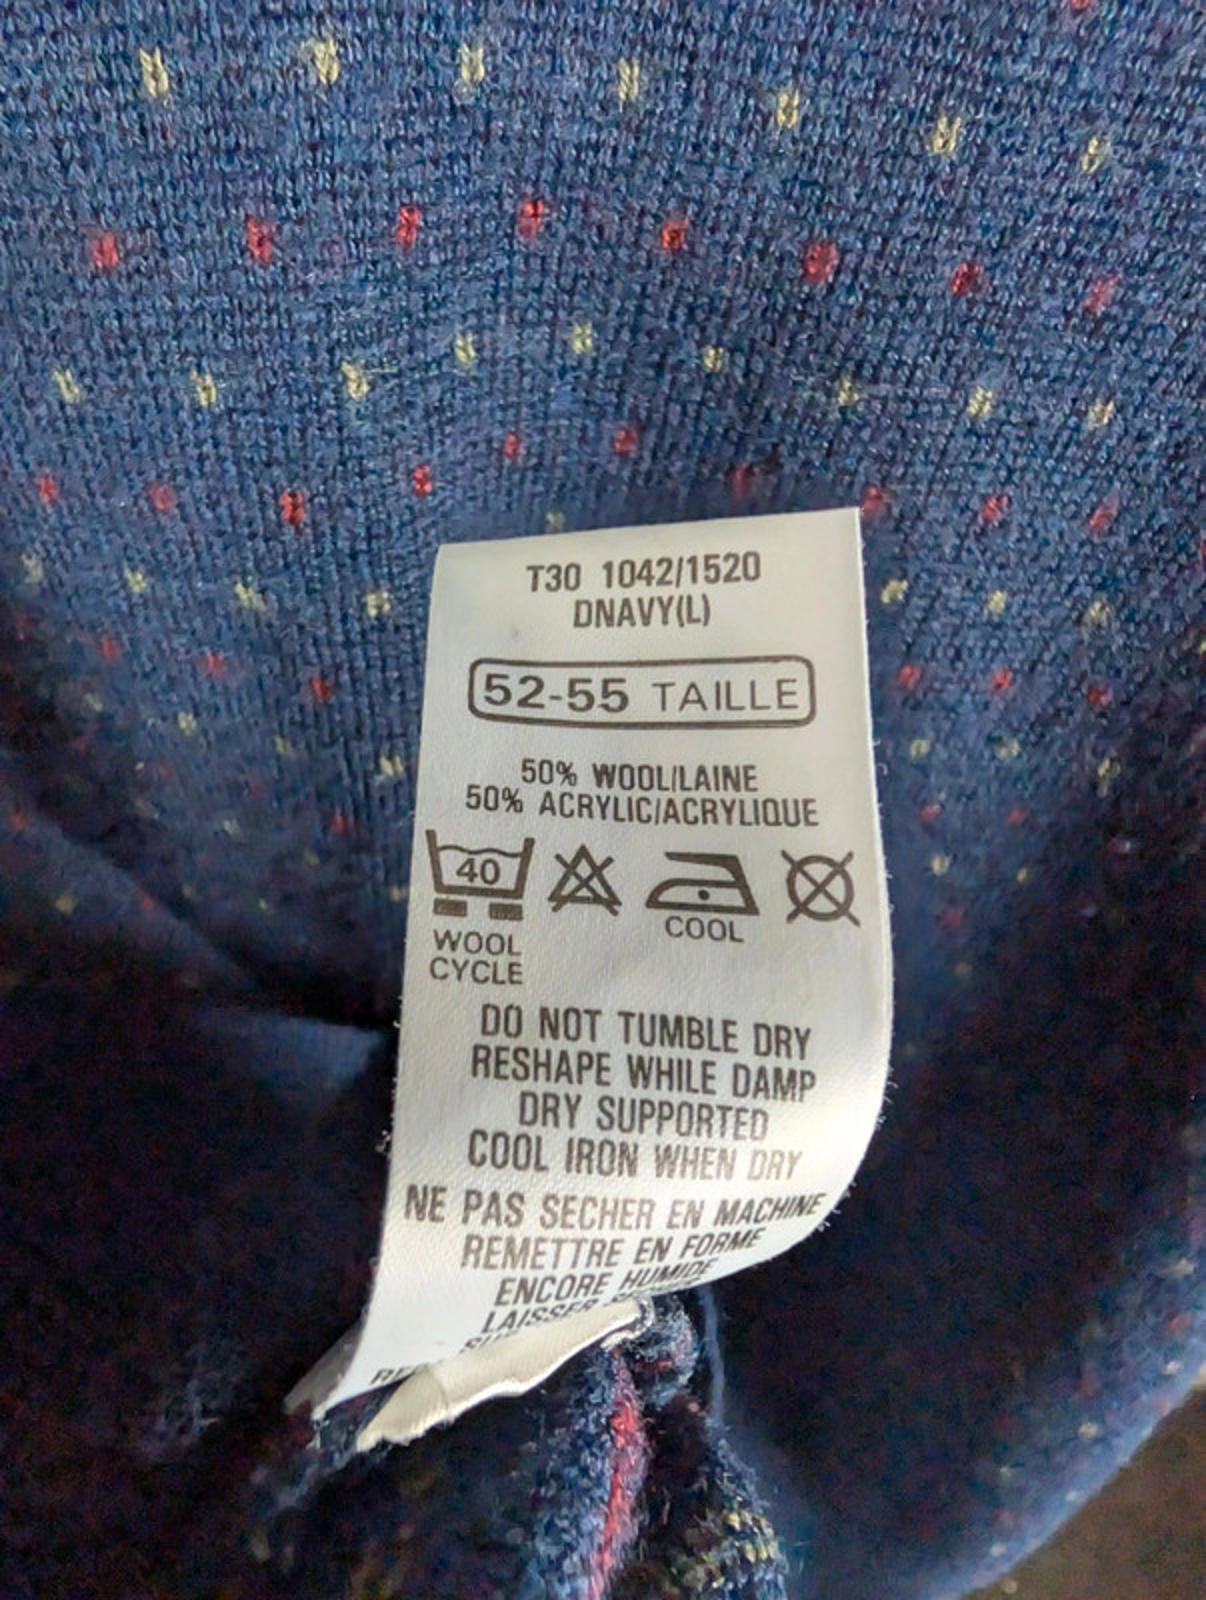 T30 1042/1520
DNAVY(L)
52-55 TAILLE
50% WOOL/LAINE
50% ACRYLIC/ACRYLIQUE
40
WOOL
CYCLE
COOL
DO NOT TUMBLE DRY
RESHAPE WHILE DAMP
DRY SUPPORTED
COOL IRON WHEN DRY
NE PAS SECHER EN MACHINE
REMETTRE EN FORME
ENCORE HUMIDE
LAISSER